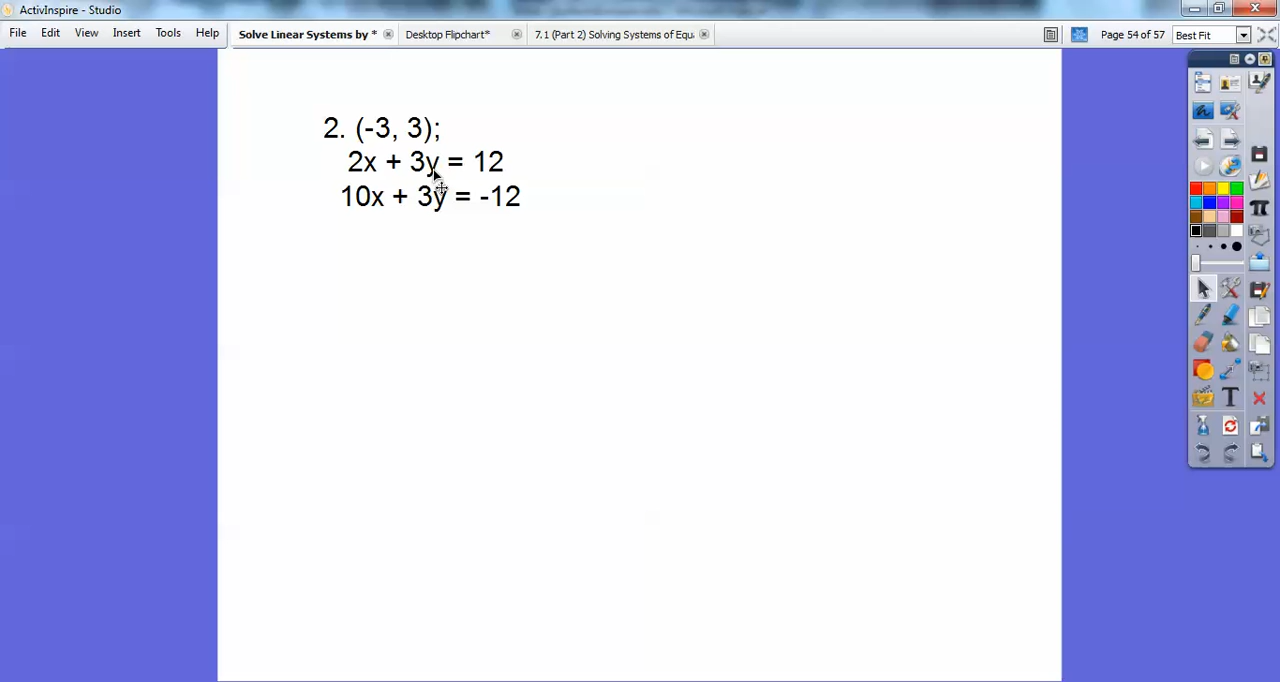 ActivInspire - Studio
File Edit View Insert Tools Help
Solve Linear Systems by * Desktop Flipchart* 7.1 (Part 2) Solving Systems of Equ
Page 54 of 57 Best Fit
2. (-3, 3);
2x + 3y = 12
10x + 3y = -12